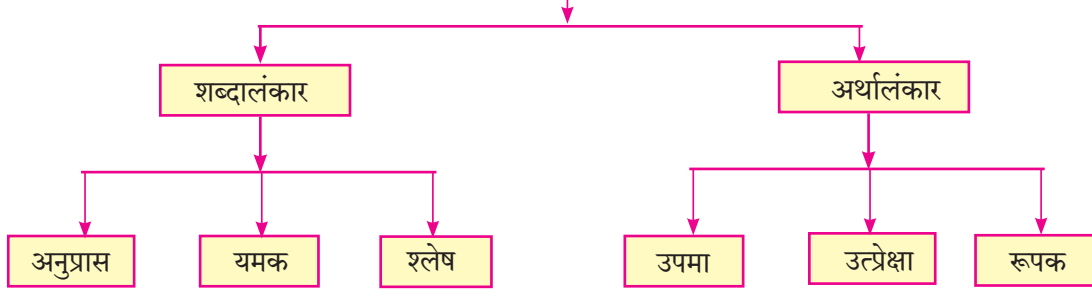 शब्दालंकार
अर्थालंकार
अनुप्रास
यमक
श्लेष
उपमा
उत्प्रेक्षा
रूपक